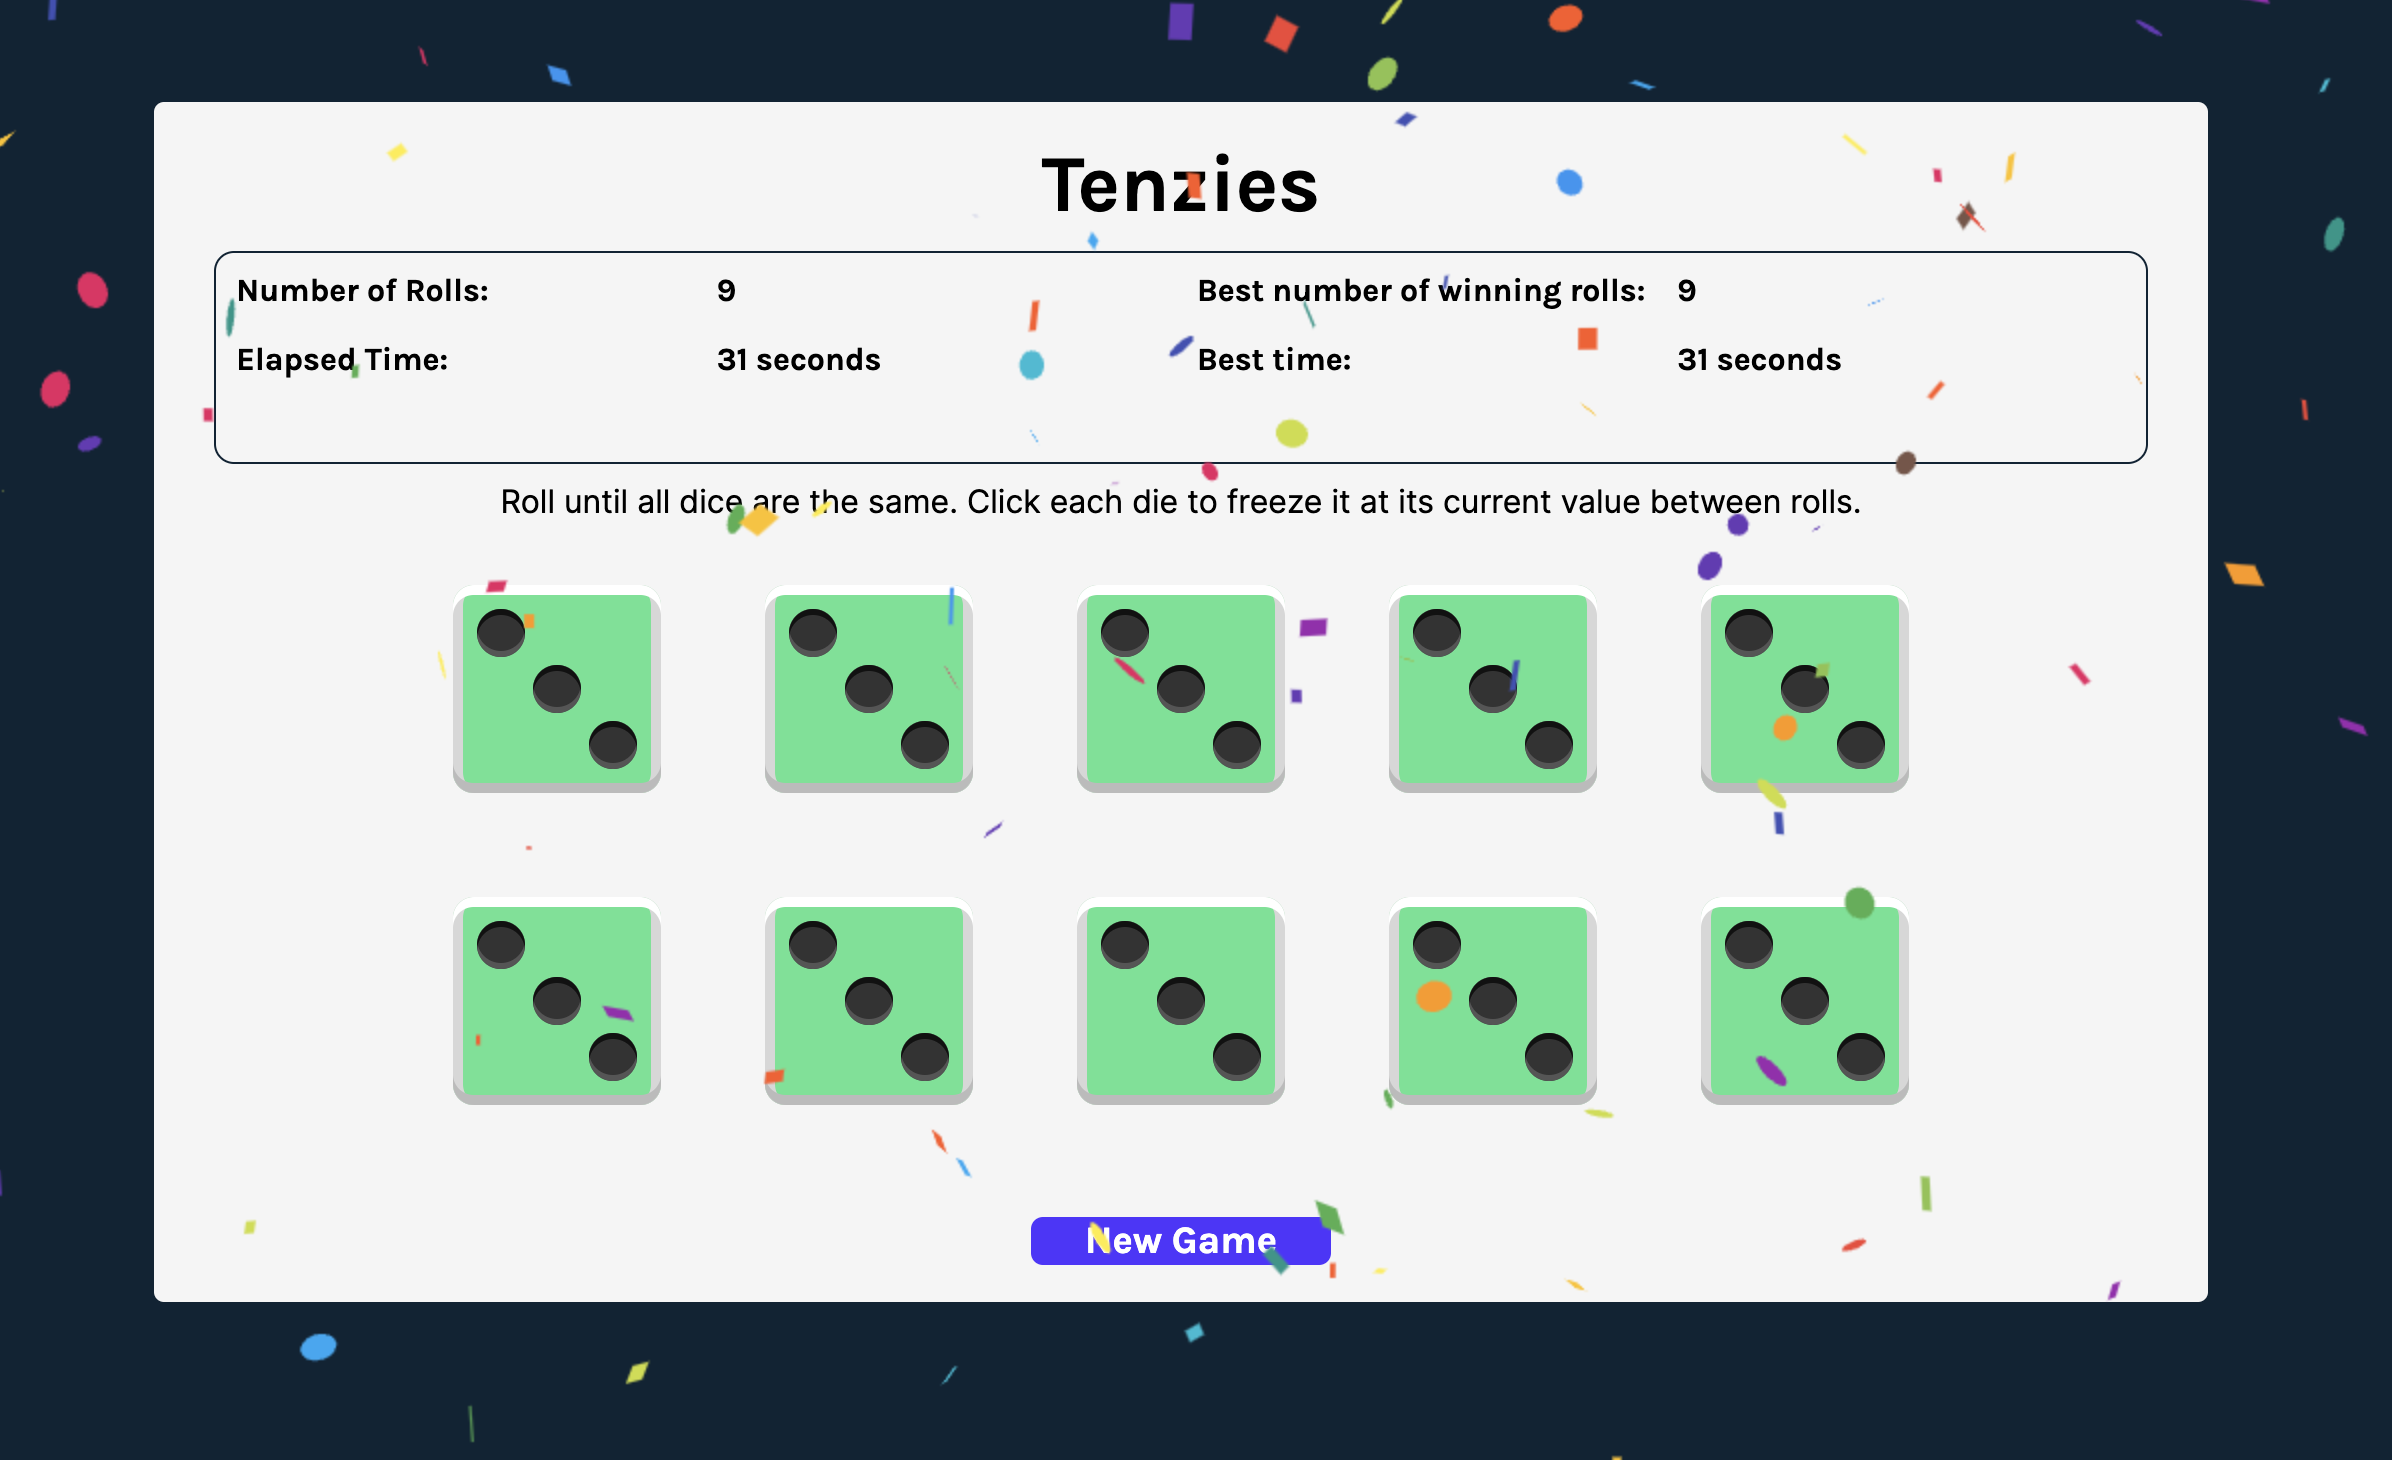 Tenzies
Number of Rolls: 9 Best number of winning rolls: 9
Elapsed Time: 31 seconds Best time: 31 seconds
Roll until all dice are the same. Click each die to freeze it at its current value between rolls.
New Game